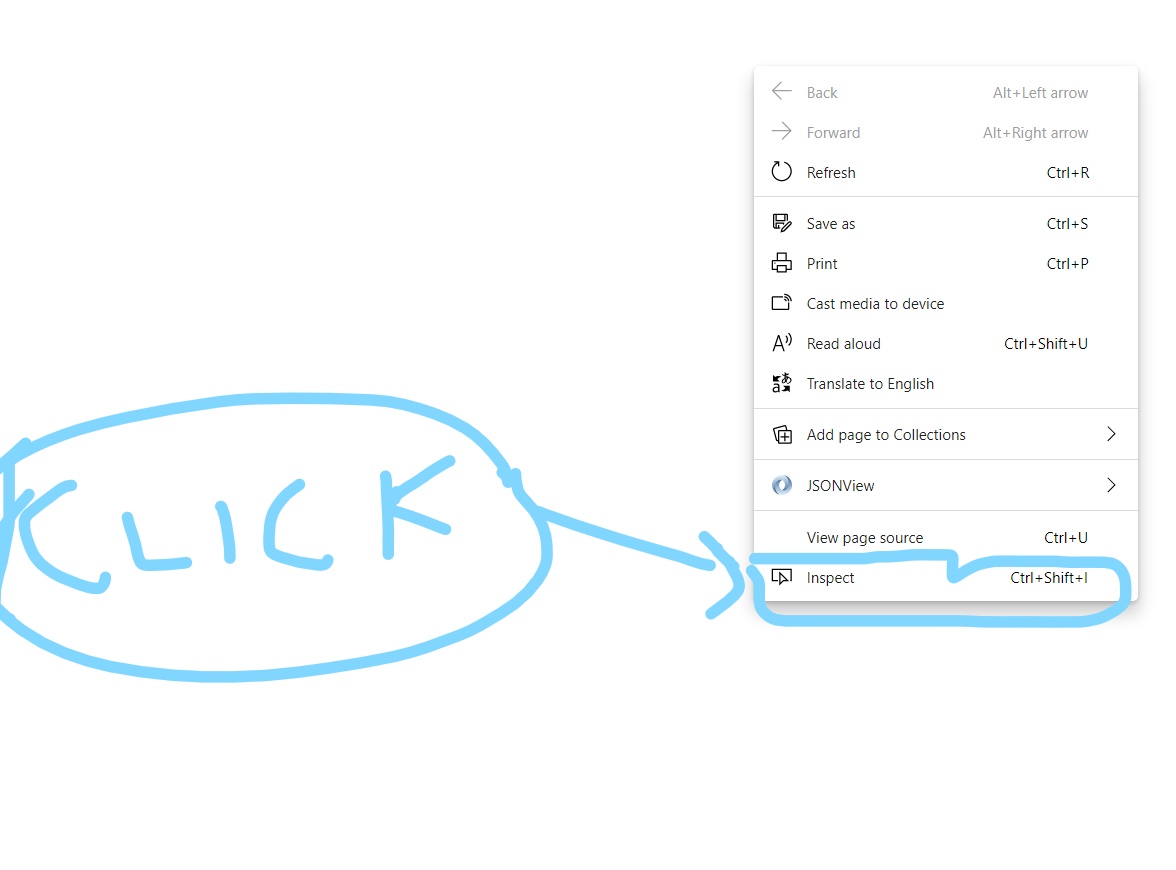 Back Alt+Left arrow
Forward Alt+Right arrow
Refresh Ctrl+R
Save as Ctrl+S
Print Ctrl+P
Cast media to device
Read aloud Ctrl+Shift+U
Translate to English
Add page to Collections
JSONView
CLICK
View page source Ctrl+U
Inspect Ctrl+Shift+I